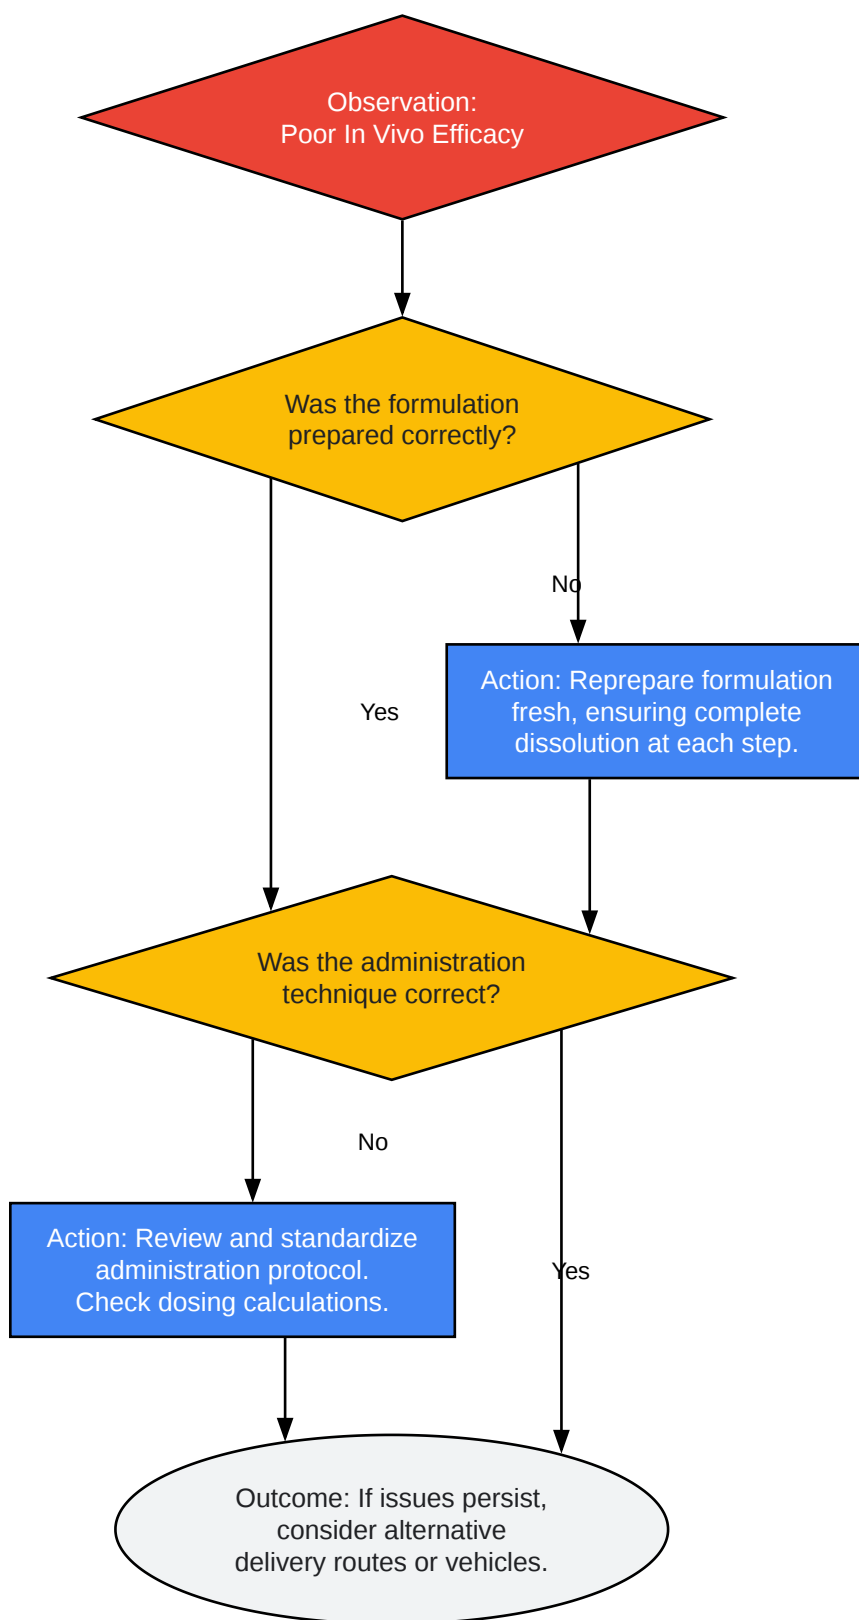 Observation:
Poor In Vivo Efficacy
Was the formulation
prepared correctly?
No
Action: Reprepare formulation
fresh, ensuring complete
dissolution at each step.
Yes
Was the administration
technique correct?
No
Action: Review and standardize
administration protocol.
Check dosing calculations.
Yes
Outcome: If issues persist,
consider alternative
delivery routes or vehicles.